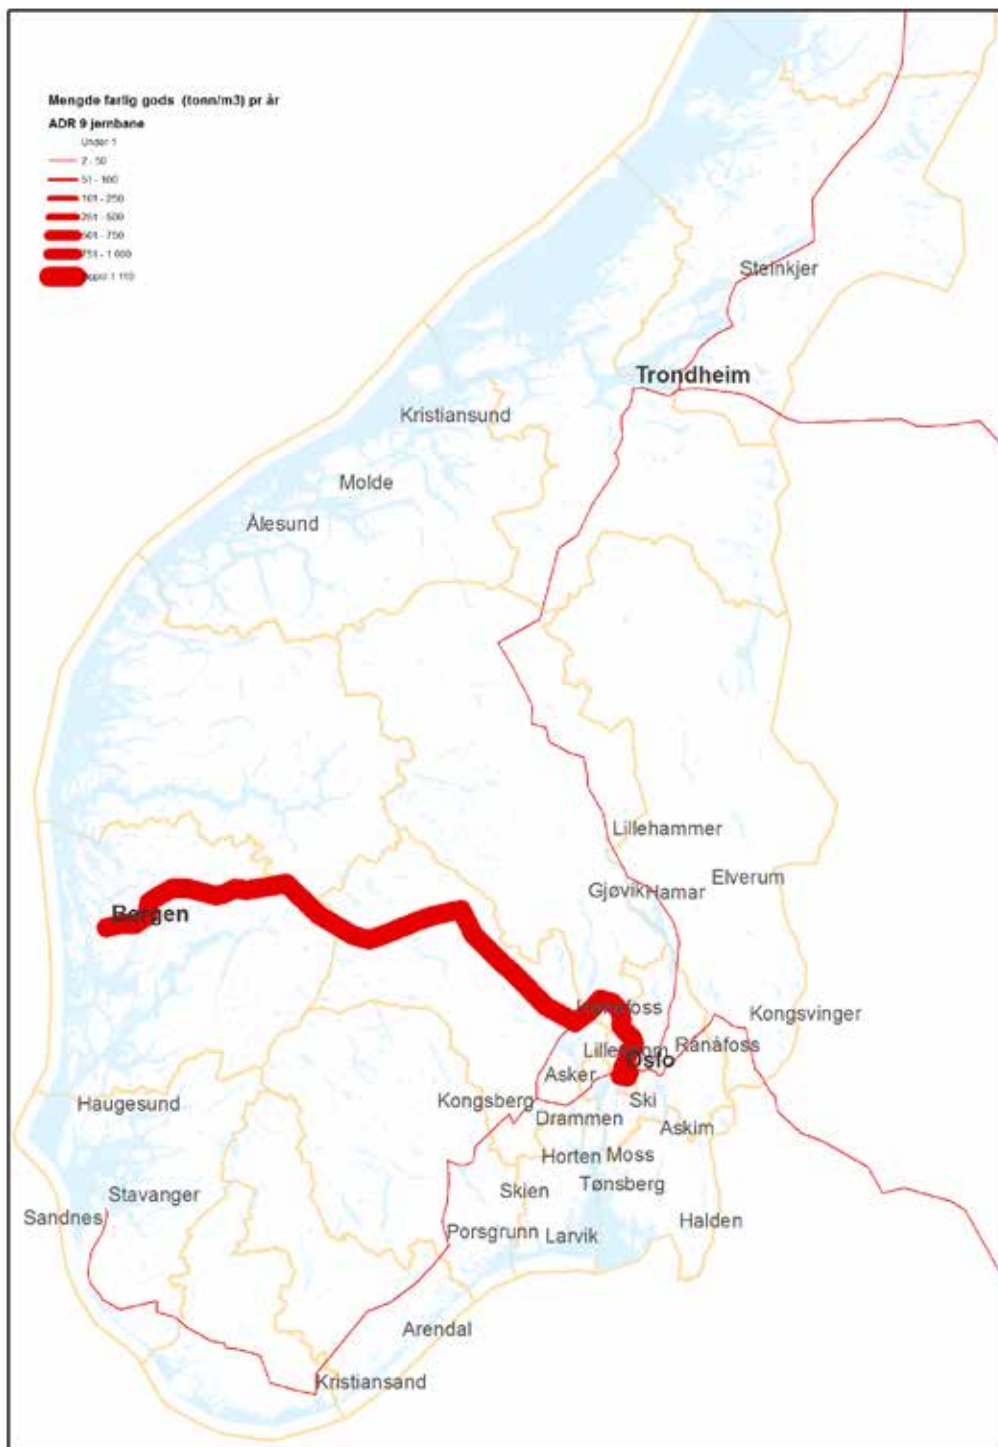 Mengde farlig gods (tonn/m3) pr år
ADR 9 jernbane
Under 1
2 - 50
51 - 100
101 - 250
251 - 500
501 - 750
751 - 1 000
Steinkjer
Trondheim
Kristiansund
Molde
Ålesund
Lillehammer
Elverum
Gjøvik
Hamar
Bergen
Hønefoss
Kongsvinger
Rånåfoss
Lillestrøm
Oslo
Asker
Kongsberg
Ski
Haugesund
Drammen
Askim
Horten
Moss
Tønsberg
Skien
Stavanger
Sandnes
Halden
Porsgrunn
Larvik
Arendal
Kristiansand